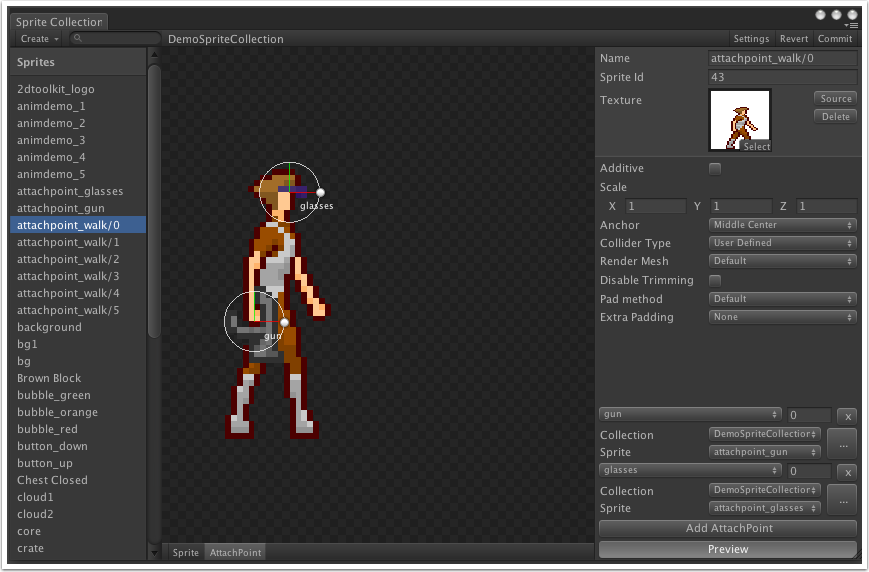 Sprite Collection
Create
DemoSpriteCollection
Settings Revert Commit
Sprites
2dtoolkit_logo
animdemo_1
animdemo_2
animdemo_3
animdemo_4
animdemo_5
attachpoint_glasses
attachpoint_gun
attachpoint_walk/0
attachpoint_walk/1
attachpoint_walk/2
attachpoint_walk/3
attachpoint_walk/4
attachpoint_walk/5
background
bg1
bg
Brown Block
bubble_green
bubble_orange
bubble_red
button_down
button_up
Chest Closed
cloud1
cloud2
core
crate
glasses
gun
Sprite AttachPoint
Name attachpoint_walk/0
Sprite Id 43
Texture Source
Delete
Select
Additive
Scale
X 1 Y 1 Z 1
Anchor Middle Center
Collider Type User Defined
Render Mesh Default
Disable Trimming
Pad method Default
Extra Padding None
gun 0 x
Collection DemoSpriteCollection ...
Sprite attachpoint_gun
glasses 0 x
Collection DemoSpriteCollection ...
Sprite attachpoint_glasses
Add AttachPoint
Preview